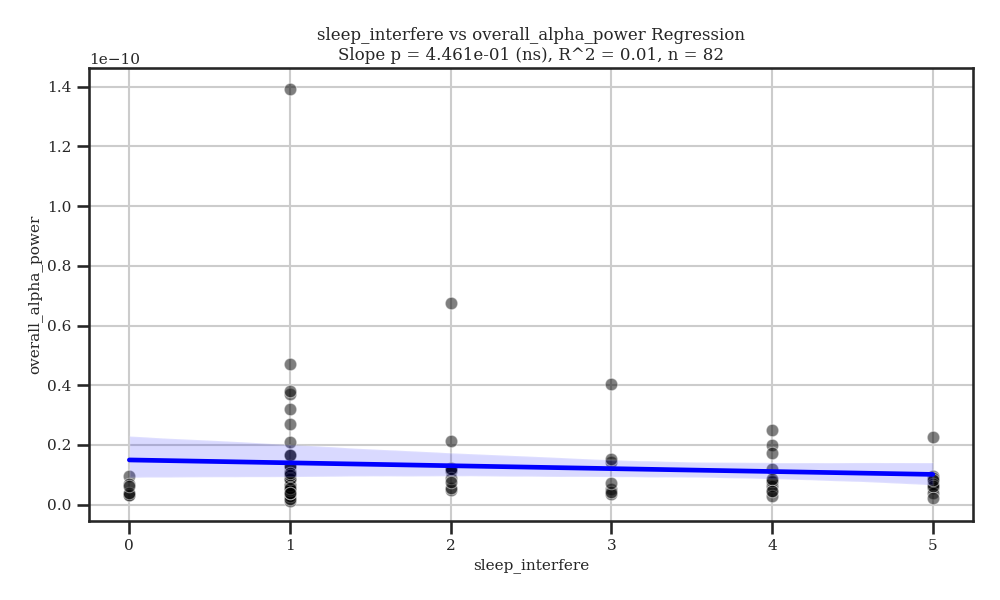 sleep_interfere vs overall_alpha_power Regression
Slope p = 4.461e-01 (ns), R^2 = 0.01, n = 82
1e−10
1.4
1.2
1.0
0.8
0.6
0.4
0.2
0.0
overall_alpha_power
0 1 2 3 4 5
sleep_interfere